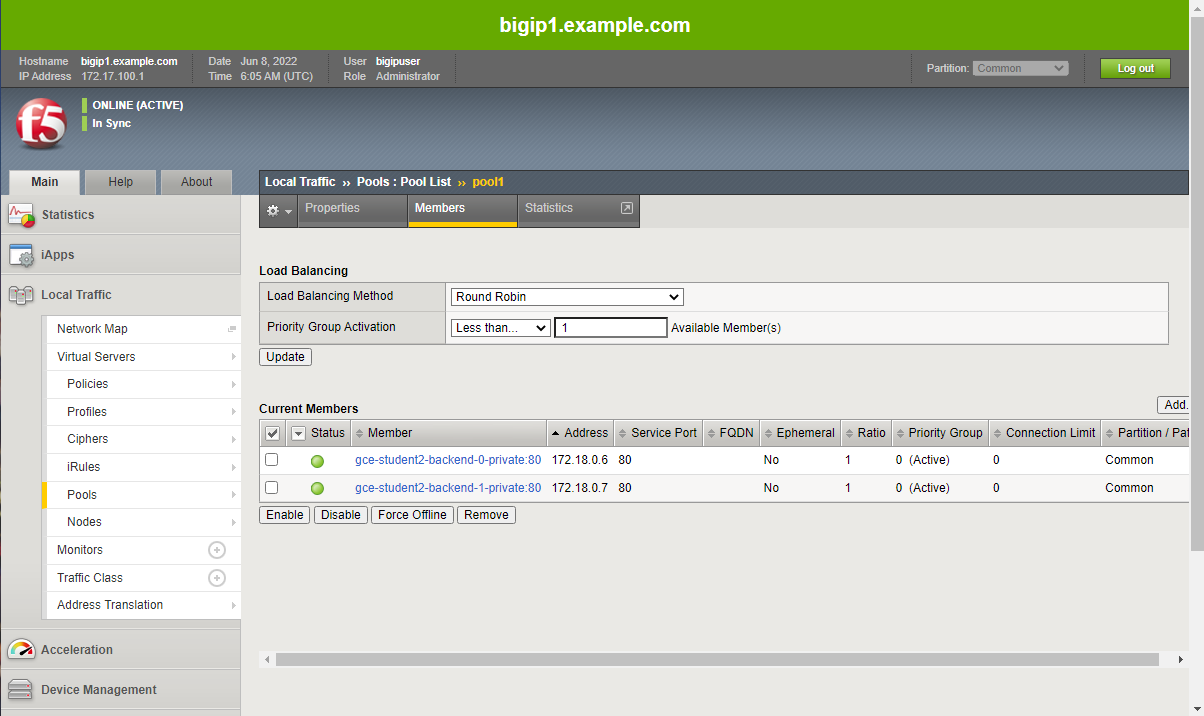 bigip1.example.com
Hostname bigip1.example.com Date Jun 8, 2022 User bigipuser
IP Address 172.17.100.1 Time 6:05 AM (UTC) Role Administrator
Partition: Common Log out
f5
ONLINE (ACTIVE)
In Sync
Main Help About
Local Traffic ›› Pools : Pool List ›› pool1
Properties Members Statistics
Statistics
iApps
Local Traffic
Network Map
Virtual Servers
Policies
Profiles
Ciphers
iRules
Pools
Nodes
Monitors
Traffic Class
Address Translation
Acceleration
Device Management
Load Balancing
Load Balancing Method Round Robin
Priority Group Activation Less than... 1 Available Member(s)
Update
Current Members Add.
Status Member Address Service Port FQDN Ephemeral Ratio Priority Group Connection Limit Partition / Pat
gce-student2-backend-0-private:80 172.18.0.6 80 No 1 0 (Active) 0 Common
gce-student2-backend-1-private:80 172.18.0.7 80 No 1 0 (Active) 0 Common
Enable Disable Force Offline Remove